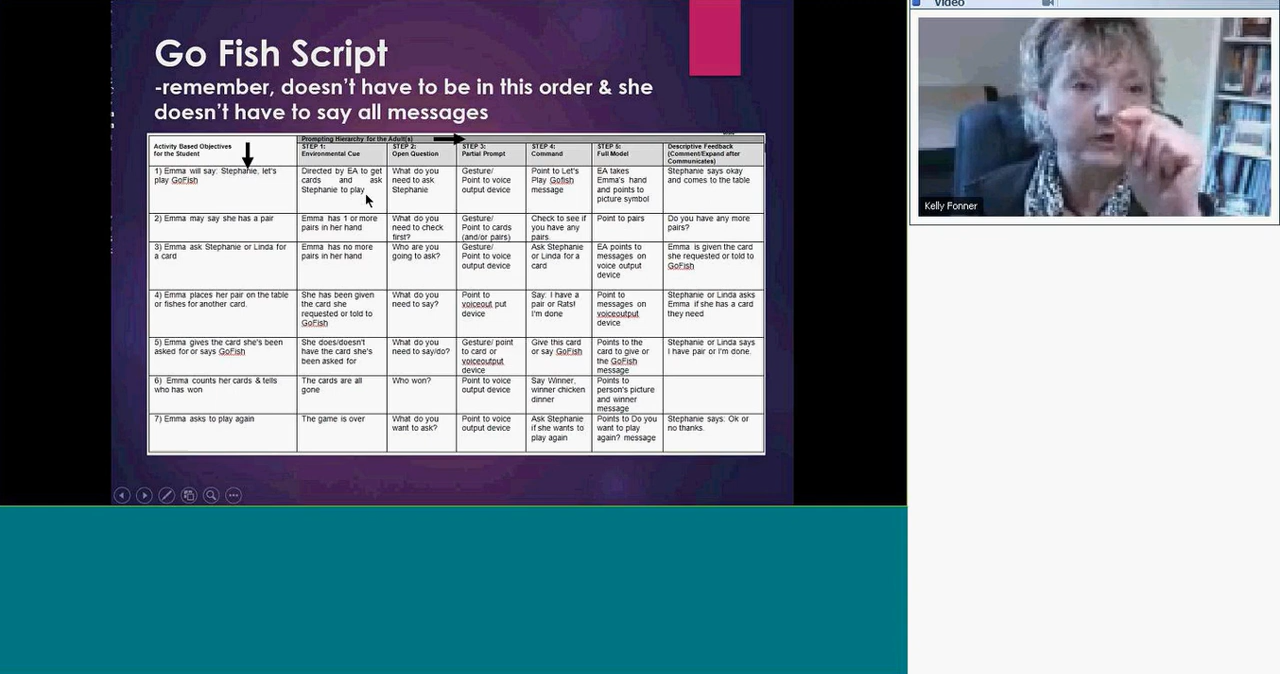 Video
Go Fish Script
-remember, doesn't have to be in this order & she
doesn't have to say all messages
Prompting Hierarchy for the Adult(s)
Activity Based Objectives
for the Student
STEP 1:
Environmental Cue
STEP 2:
Open Question
STEP 3:
Partial Prompt
STEP 4:
Command
STEP 5:
Full Model
Descriptive Feedback
(Comment/Expand after
Communicates)
1) Emma will say: Stephanie, let's
play GoFish
Directed by EA to get
cards and ask
Stephanie to play
What do you
need to ask
Stephanie
Gesture/
Point to voice
output device
Point to Let's
Play Gofish
message
EA takes
Emma's hand
and points to
picture symbol
Stephanie says okay
and comes to the table
2) Emma may say she has a pair
Emma has 1 or more
pairs in her hand
What do you
need to check
first?
Gesture/
Point to cards
(and/or pairs)
Check to see if
you have any
pairs.
Point to pairs
Do you have any more
pairs?
3) Emma ask Stephanie or Linda for
a card
Emma has no more
pairs in her hand
Who are you
going to ask?
Gesture/
Point to voice
output device
Ask Stephanie
or Linda for a
card
EA points to
messages on
voice output
device
Emma is given the card
she requested or told to
GoFish
4) Emma places her pair on the table
or fishes for another card.
She has been given
the card she
requested or told to
GoFish
What do you
need to say?
Point to
voiceout put
device
Say: I have a
pair or Rats!
I'm done
Point to
messages on
voiceoutput
device
Stephanie or Linda asks
Emma if she has a card
they need
5) Emma gives the card she's been
asked for or says GoFish
She does/doesn't
have the card she's
been asked for
What do you
need to say/do?
Gesture/ point
to card or
voiceoutput
device
Give this card
or say GoFish
Points to the
card to give or
the GoFish
message
Stephanie or Linda says
I have pair or I'm done.
6) Emma counts her cards & tells
who has won
The cards are all
gone
Who won?
Point to voice
output device
Say Winner,
winner chicken
dinner
Points to
person's picture
and winner
message
7) Emma asks to play again
The game is over
What do you
want to ask?
Point to voice
output device
Ask Stephanie
if she wants to
play again
Points to Do you
want to play
again? message
Stephanie says: Ok or
no thanks.
Kelly Fonner